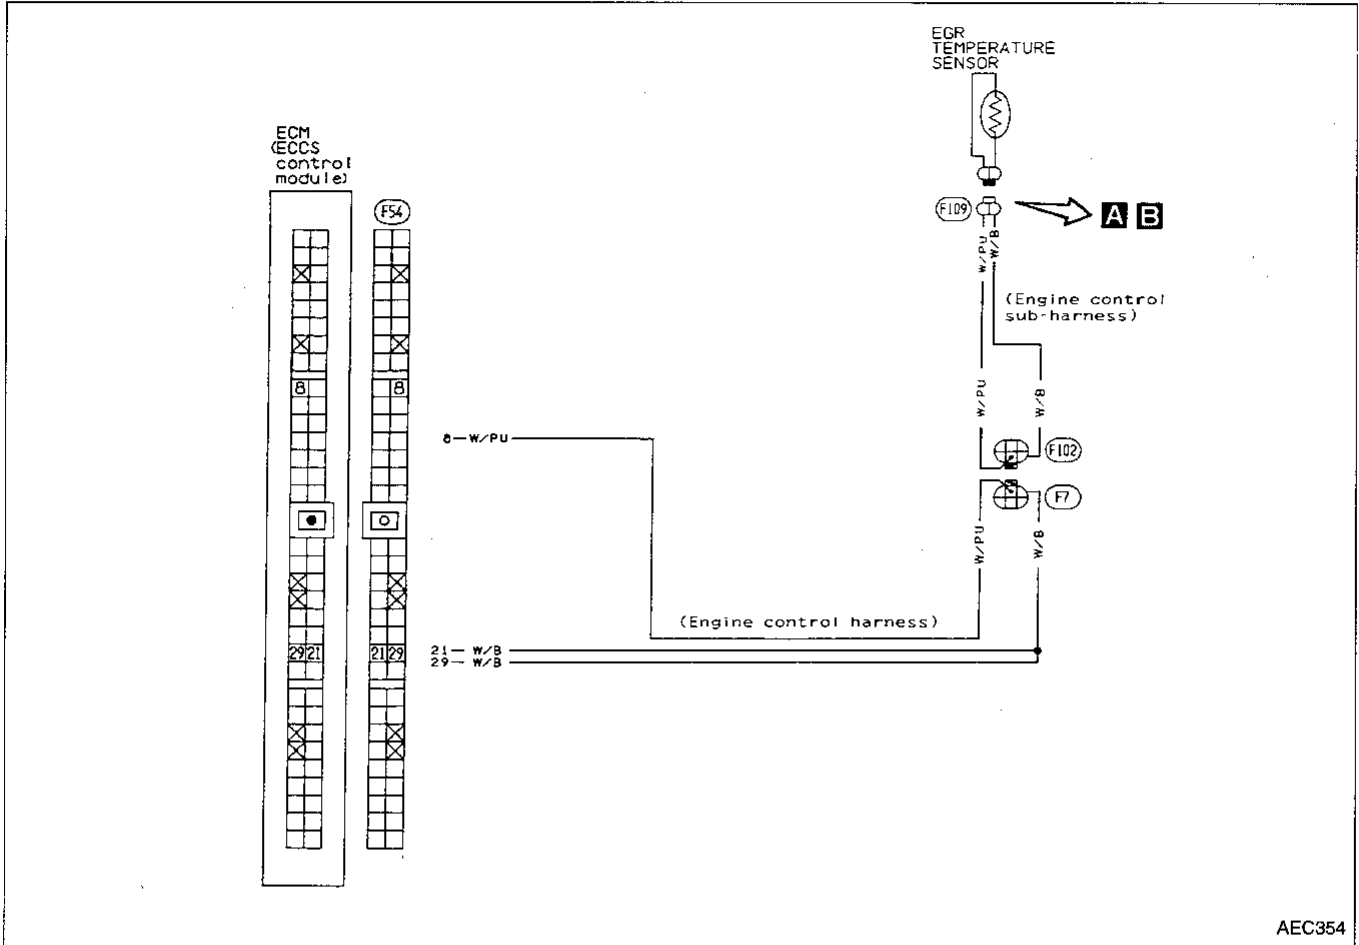 EGR
TEMPERATURE
SENSOR
ECM
(ECCS
control
module)
F54
F109
A B
W/PU
W/B
(Engine control
sub-harness)
8
8
W/PU
W/B
8—W/PU
F102
F7
W/PU
W/B
(Engine control harness)
29 21
21 29
21— W/B
29— W/B
AEC354